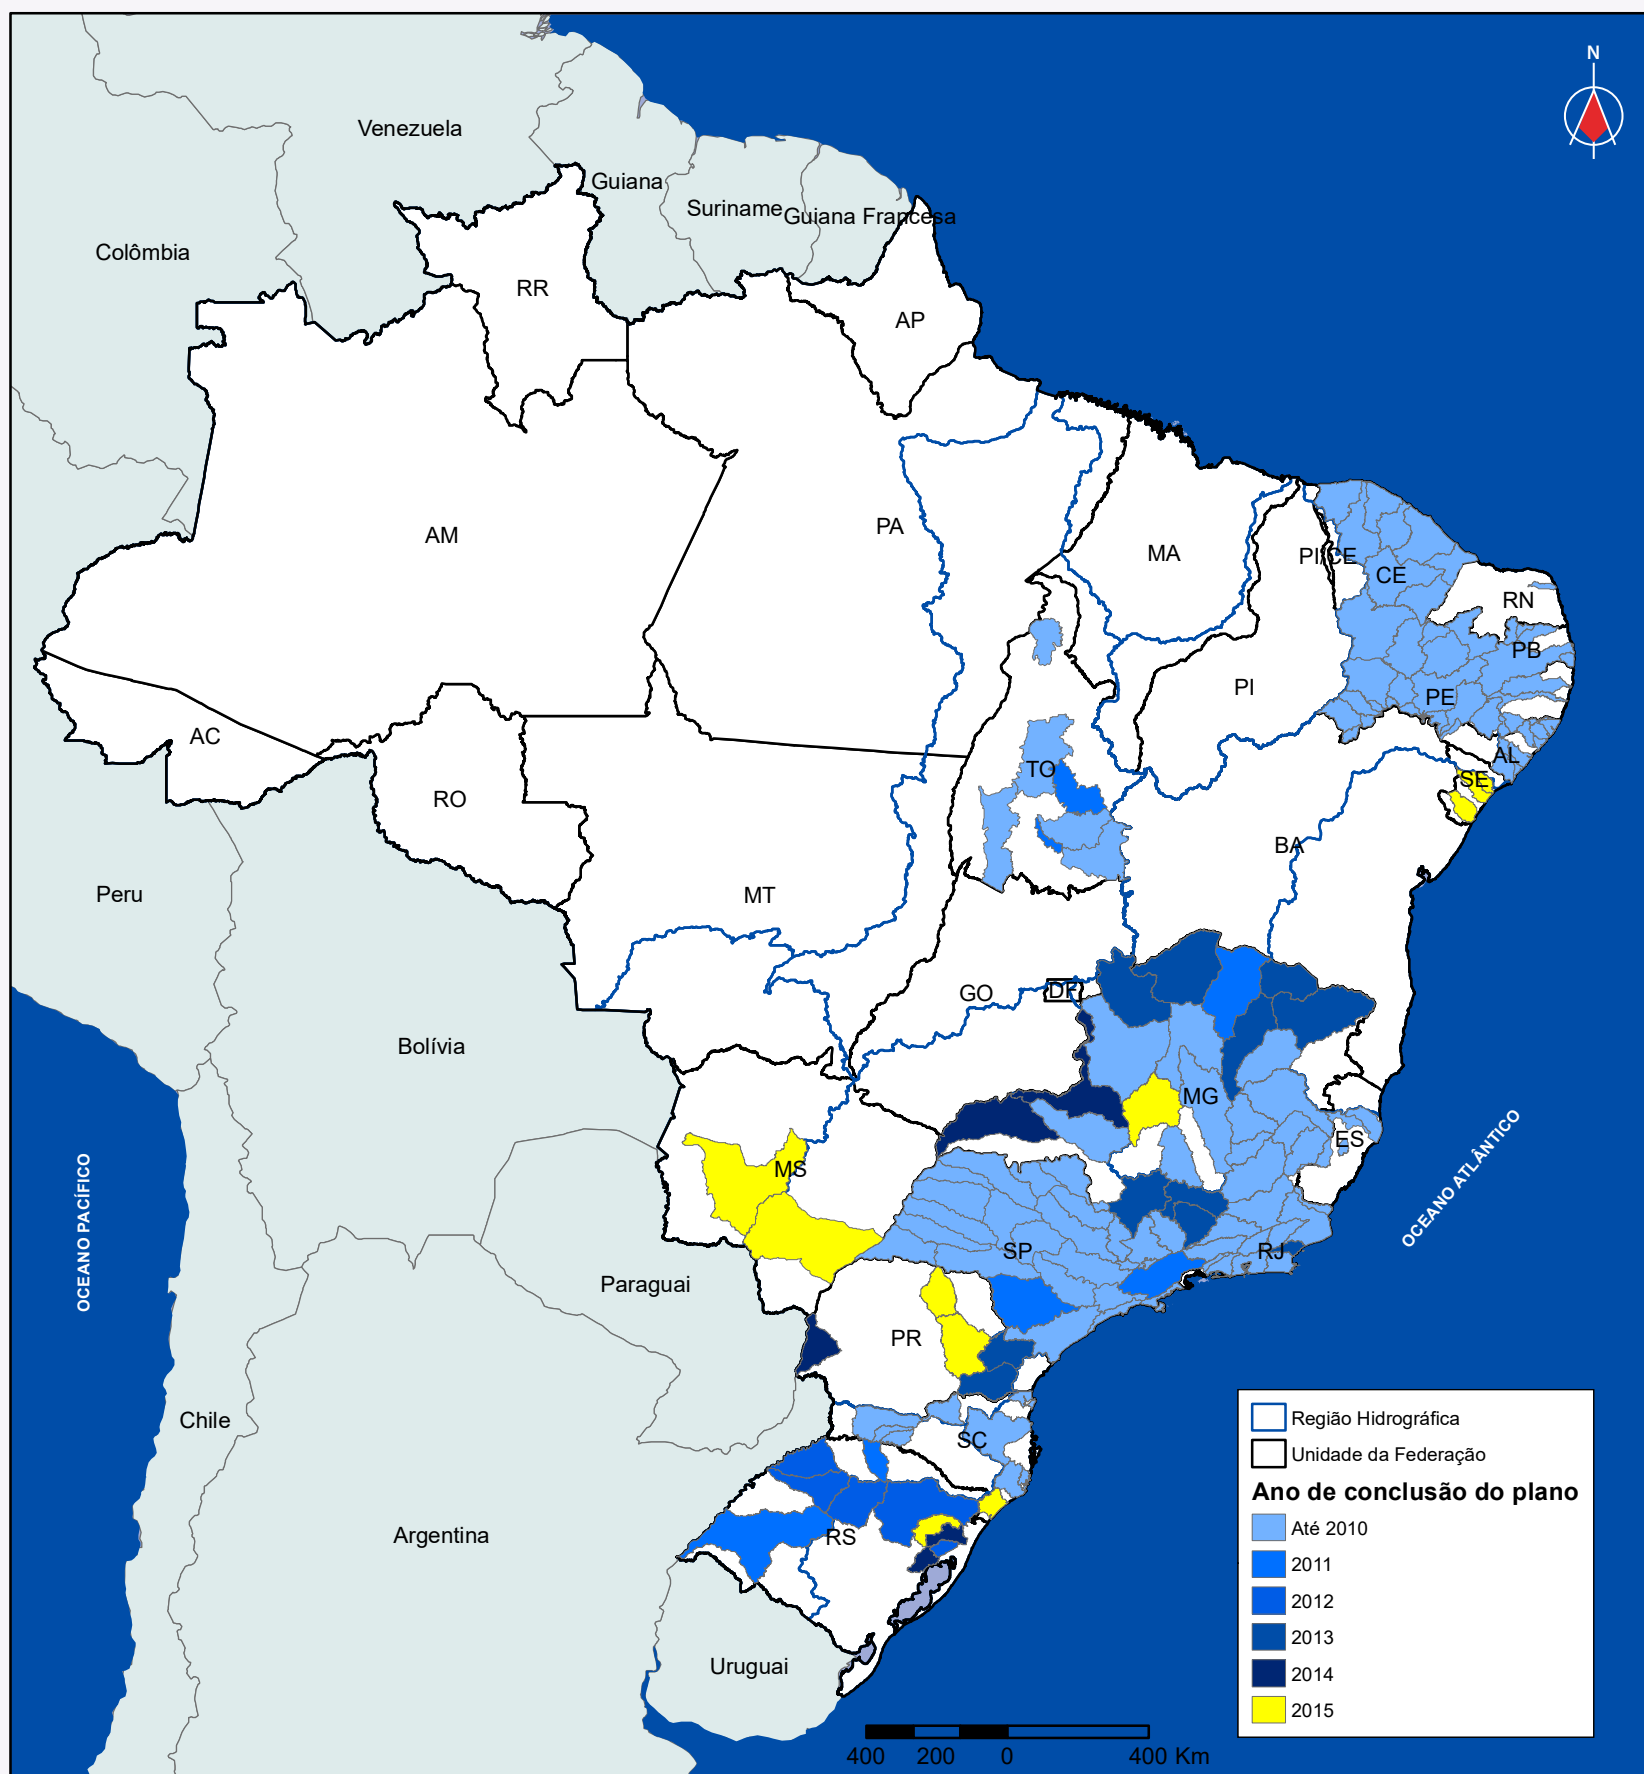 N
Venezuela
Guiana
Suriname
Guiana Francesa
Colômbia
RR
AP
AM
PA
MA
PI/CE
CE
RN
PB
PI
PE
AC
AL
TO
SE
RO
BA
Peru
MT
GO
DF
Bolívia
MG
ES
MS
OCEANO PACÍFICO
OCEANO ATLÂNTICO
SP
RJ
Paraguai
PR
Chile
SC
Argentina
RS
Uruguai
Região Hidrográfica
Unidade da Federação
Ano de conclusão do plano
Até 2010
2011
2012
2013
2014
2015
400 200 0 400 Km